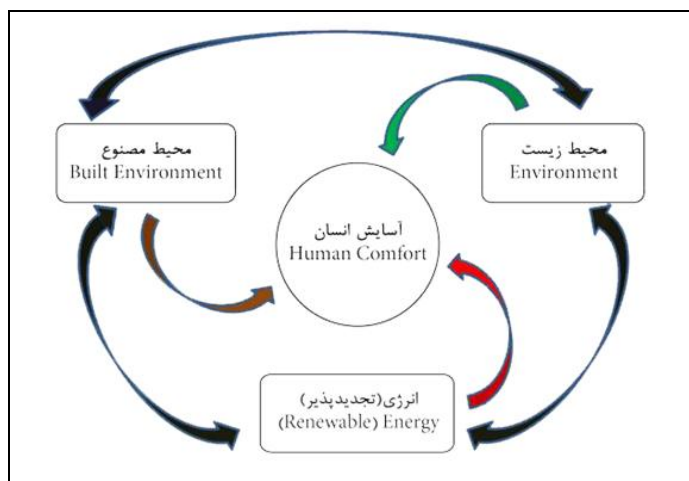 محیط مصنوع
Built Environment
محیط زیست
Environment
آسایش انسان
Human Comfort
انرژی(تجدیدپذیر)
(Renewable) Energy